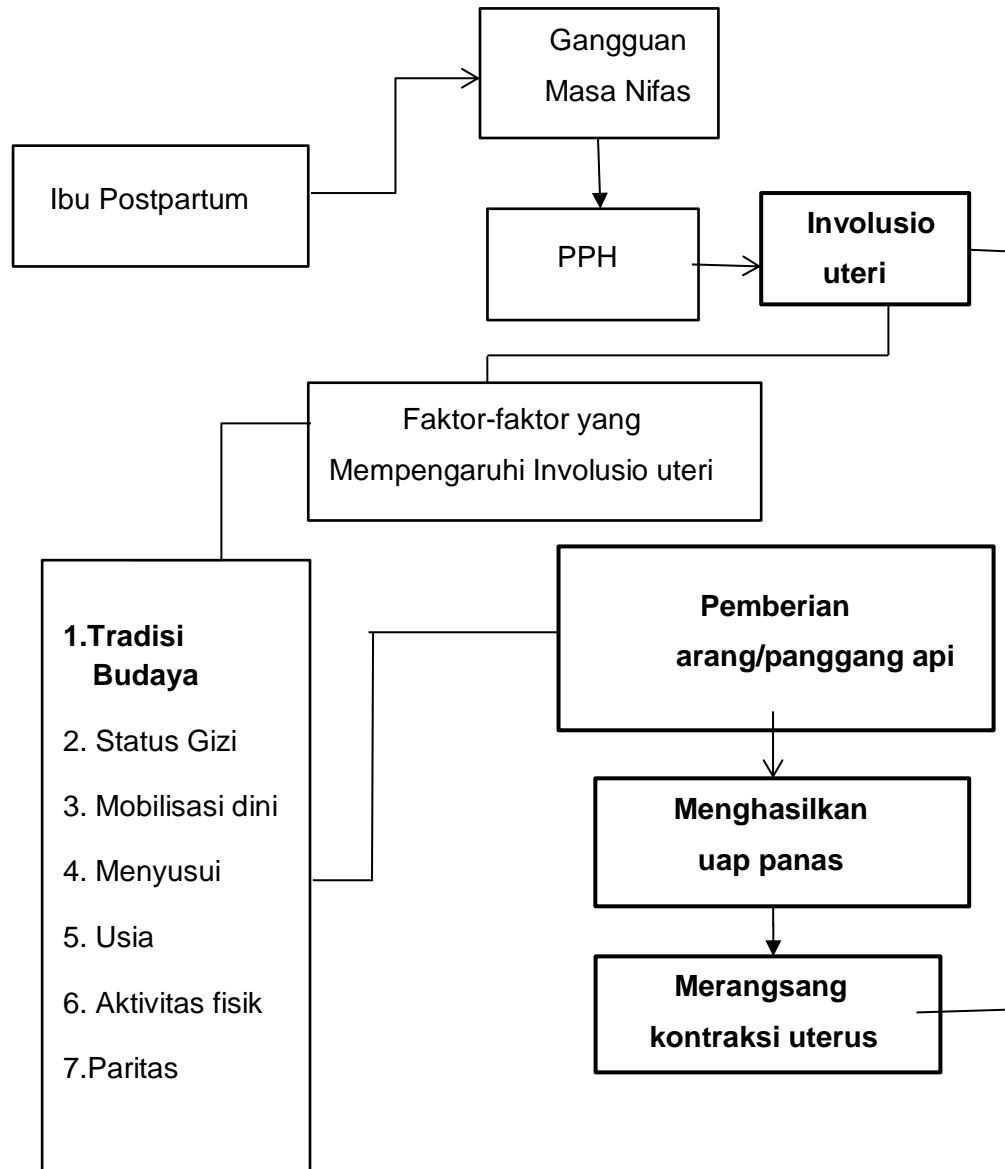 Gangguan
Masa Nifas
Ibu Postpartum
PPH
Involusio
uteri
Faktor-faktor yang
Mempengaruhi Involusio uteri
1.Tradisi
Budaya
2. Status Gizi
3. Mobilisasi dini
4. Menyusui
5. Usia
6. Aktivitas fisik
7.Paritas
Pemberian
arang/panggang api
Menghasilkan
uap panas
Merangsang
kontraksi uterus